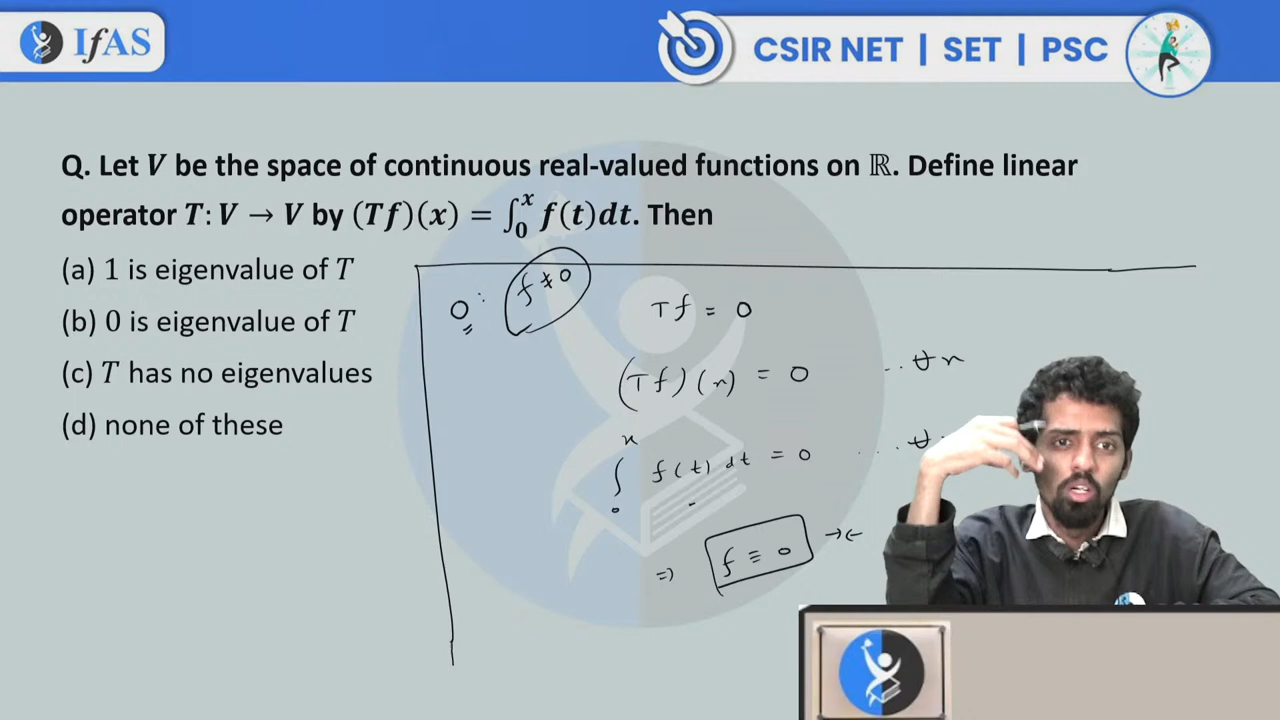 IfAS
CSIR NET | SET | PSC
Q. Let V be the space of continuous real-valued functions on ℝ. Define linear
operator T: V → V by (Tf)(x) = ∫₀ˣ f(t)dt. Then
(a) 1 is eigenvalue of T
(b) 0 is eigenvalue of T
(c) T has no eigenvalues
(d) none of these
0 : f ≠ 0
Tf = 0
(Tf)(x) = 0 ..∀x
∫₀ˣ f(t) dt = 0 ....∀
⇒ f ≡ 0 →←